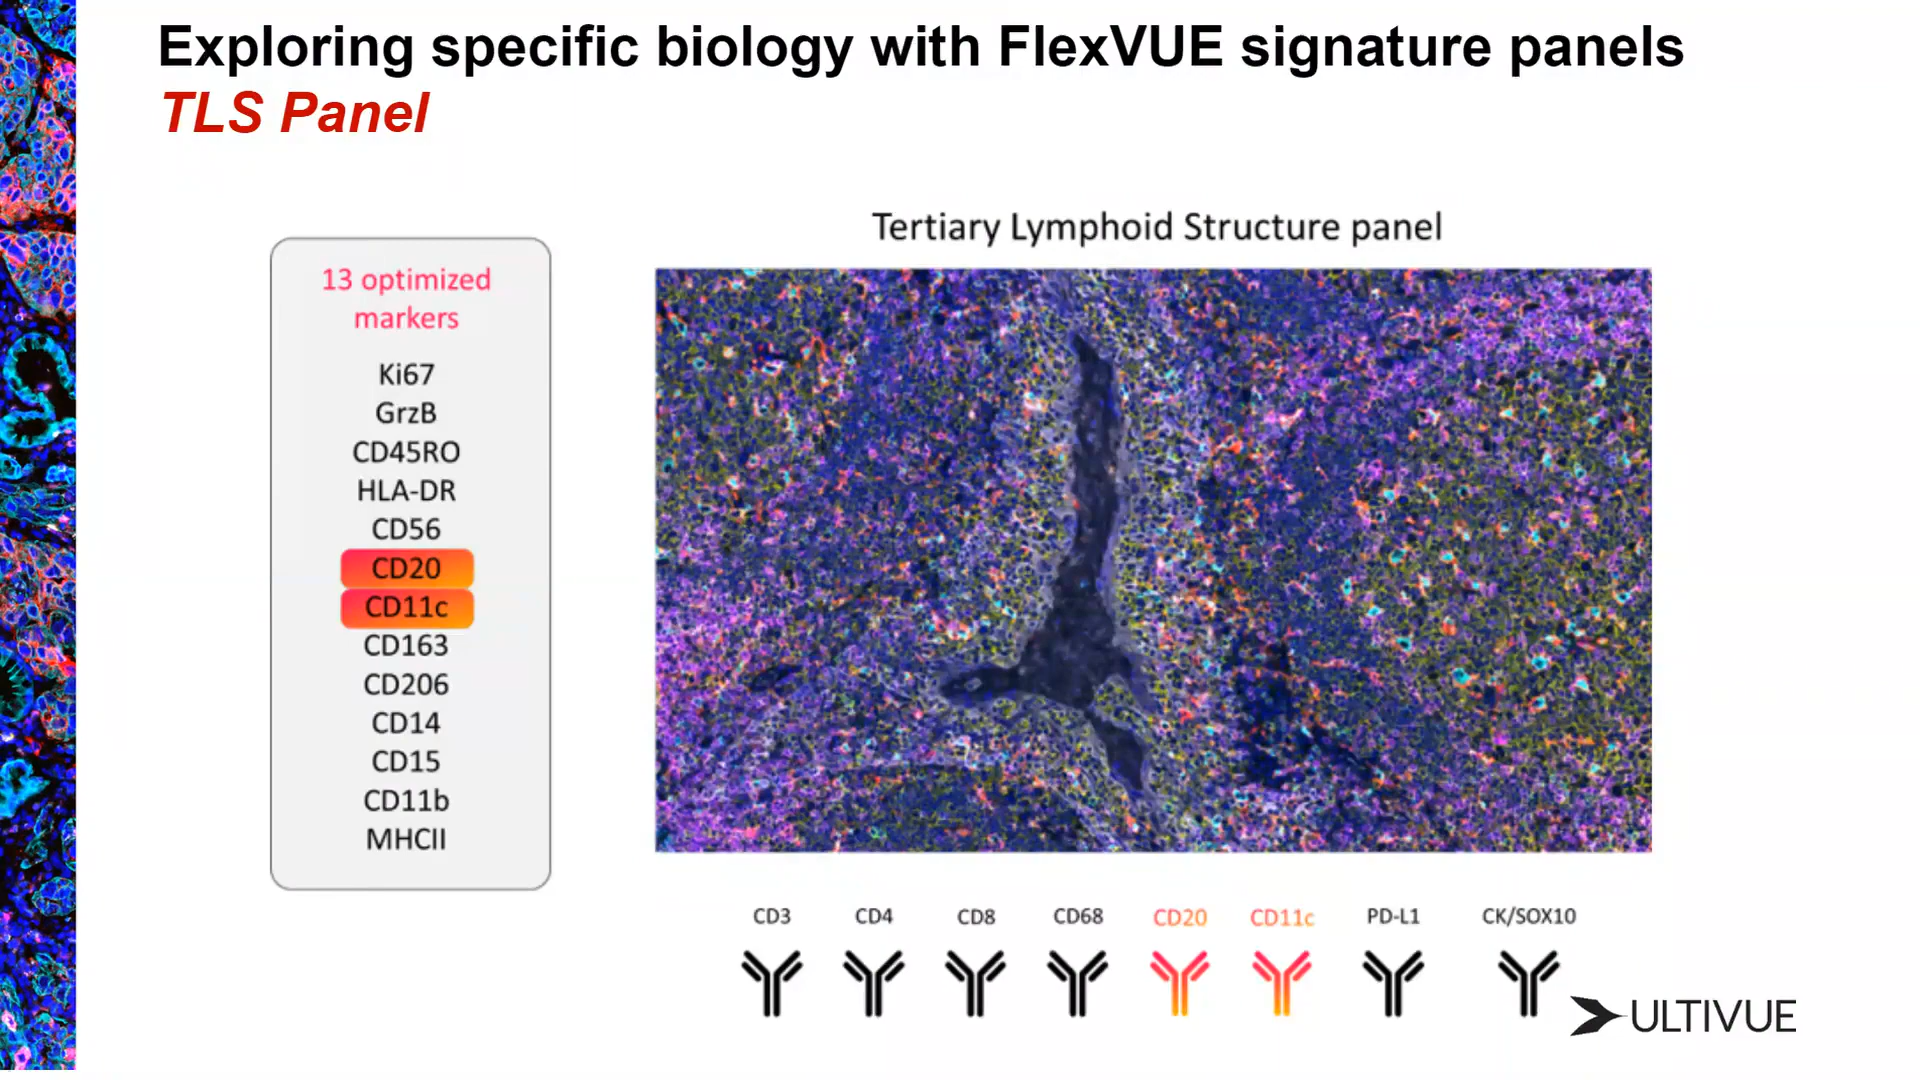 Exploring specific biology with FlexVUE signature panels
TLS Panel
13 optimized
markers
Ki67
GrzB
CD45RO
HLA-DR
CD56
CD20
CD11c
CD163
CD206
CD14
CD15
CD11b
MHCII
Tertiary Lymphoid Structure panel
CD3 CD4 CD8 CD68 CD20 CD11c PD-L1 CK/SOX10
ULTIVUE